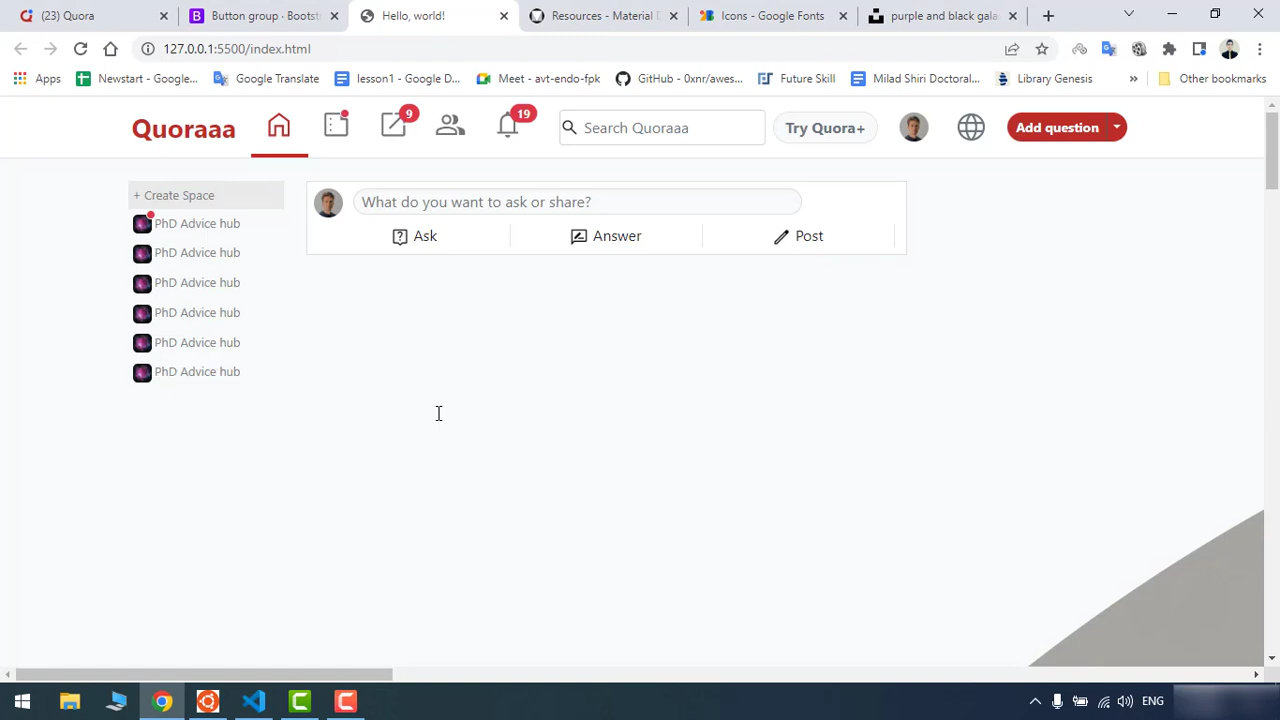 (23) Quora
Button group · Bootst
Hello, world!
Resources - Material D
Icons - Google Fonts
purple and black gala
127.0.0.1:5500/index.html
Apps
Newstart - Google...
Google Translate
lesson1 - Google D...
Meet - avt-endo-fpk
GitHub - 0xnr/awes...
Future Skill
Milad Shiri Doctoral...
Library Genesis
»
Other bookmarks
Quoraaa
9
19
Search Quoraaa
Try Quora+
Add question
+ Create Space
PhD Advice hub
PhD Advice hub
PhD Advice hub
PhD Advice hub
PhD Advice hub
PhD Advice hub
What do you want to ask or share?
Ask
Answer
Post
ENG